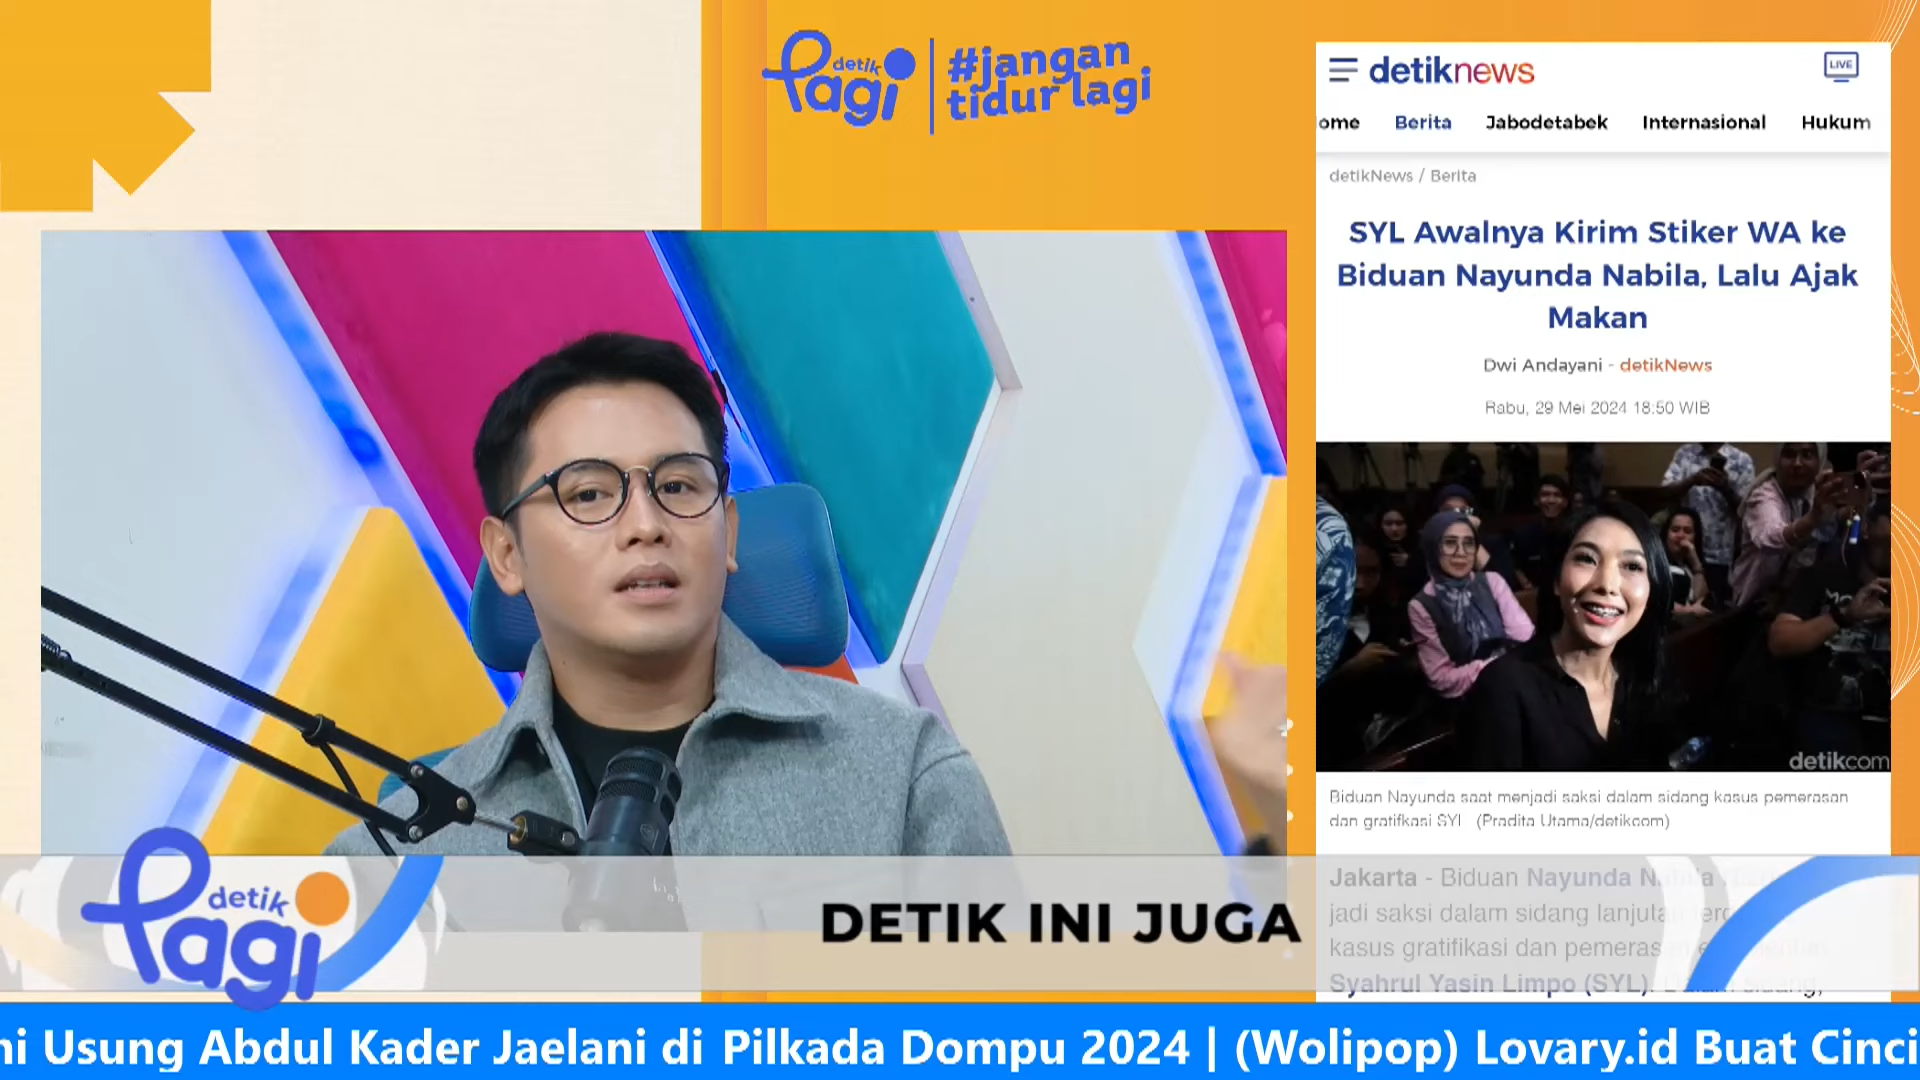 detik
Pagi
#jangan
tidur lagi
detiknews
LIVE
ome Berita Jabodetabek Internasional Hukum
detikNews / Berita
SYL Awalnya Kirim Stiker WA ke
Biduan Nayunda Nabila, Lalu Ajak
Makan
Dwi Andayani - detikNews
Rabu, 29 Mei 2024 18:50 WIB
detikcom
Biduan Nayunda saat menjadi saksi dalam sidang kasus pemerasan
dan gratifkasi SYL (Pradita Utama/detikcom)
Jakarta - Biduan Nayunda
jadi saksi dalam sidang lanjutan
kasus gratifikasi dan pemerasan
Syahrul Yasin Limpo (SYL).
detik
Pagi
DETIK INI JUGA
ni Usung Abdul Kader Jaelani di Pilkada Dompu 2024 | (Wolipop) Lovary.id Buat Cinci